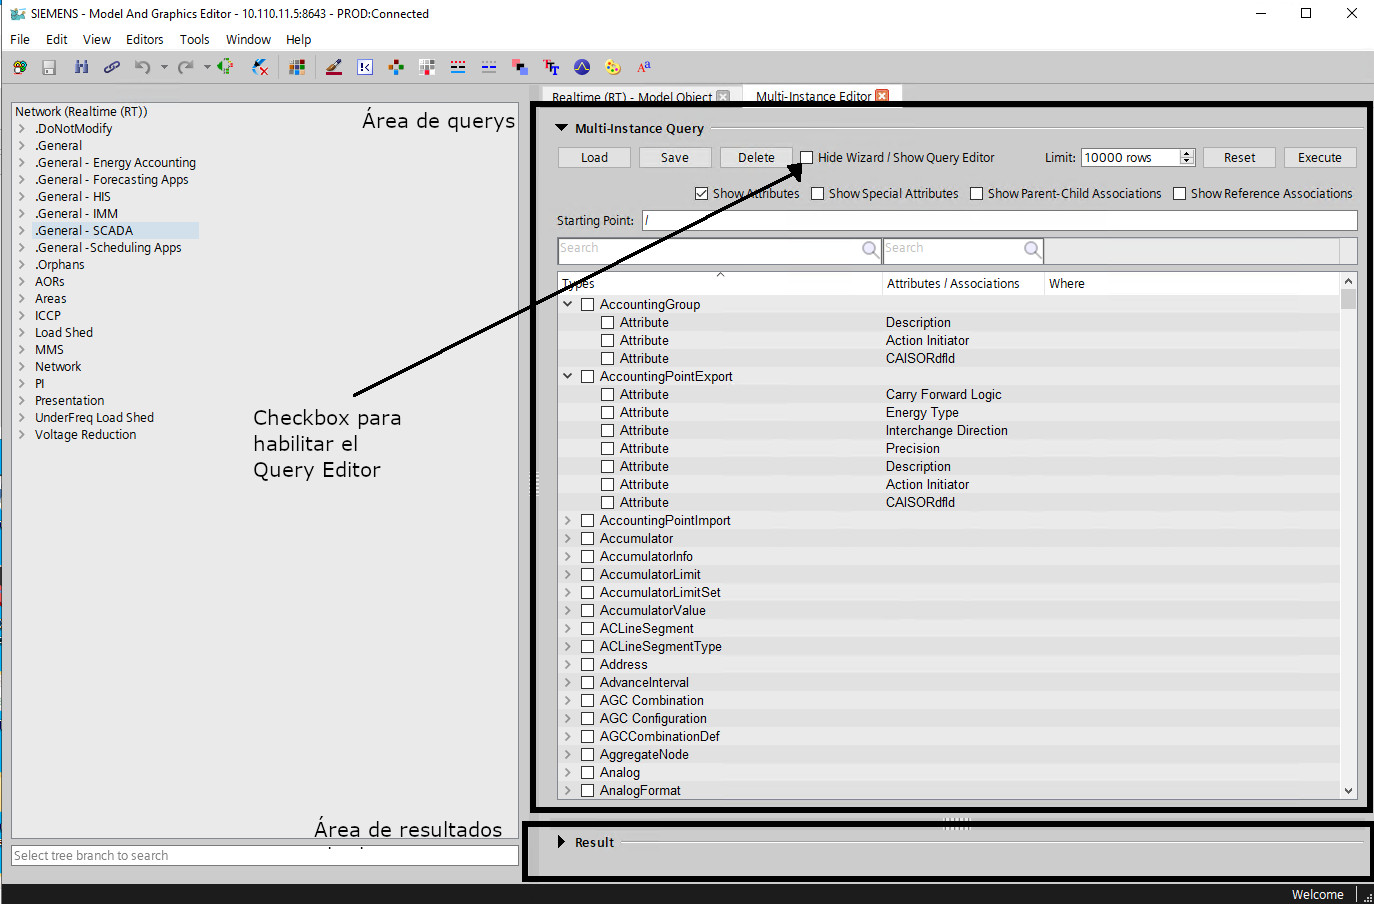 SIEMENS - Model And Graphics Editor - 10.110.11.5:8643 - PROD:Connected
File Edit View Editors Tools Window Help
Network (Realtime (RT))
.DoNotModify
.General
.General - Energy Accounting
.General - Forecasting Apps
.General - HIS
.General - IMM
.General - SCADA
.General -Scheduling Apps
.Orphans
AORs
Areas
ICCP
Load Shed
MMS
Network
PI
Presentation
UnderFreq Load Shed
Voltage Reduction
Área de querys
Checkbox para
habilitar el
Query Editor
Área de resultados
Select tree branch to search
Realtime (RT) - Model Object Multi-Instance Editor
Multi-Instance Query
Load Save Delete Hide Wizard / Show Query Editor Limit: 10000 rows Reset Execute
Show Attributes Show Special Attributes Show Parent-Child Associations Show Reference Associations
Starting Point: /
Search Search
Types Attributes / Associations Where
AccountingGroup
Attribute Description
Attribute Action Initiator
Attribute CAISORdfId
AccountingPointExport
Attribute Carry Forward Logic
Attribute Energy Type
Attribute Interchange Direction
Attribute Precision
Attribute Description
Attribute Action Initiator
Attribute CAISORdfId
AccountingPointImport
Accumulator
AccumulatorInfo
AccumulatorLimit
AccumulatorLimitSet
AccumulatorValue
ACLineSegment
ACLineSegmentType
Address
AdvanceInterval
AGC Combination
AGC Configuration
AGCCombinationDef
AggregateNode
Analog
AnalogFormat
Result
Welcome